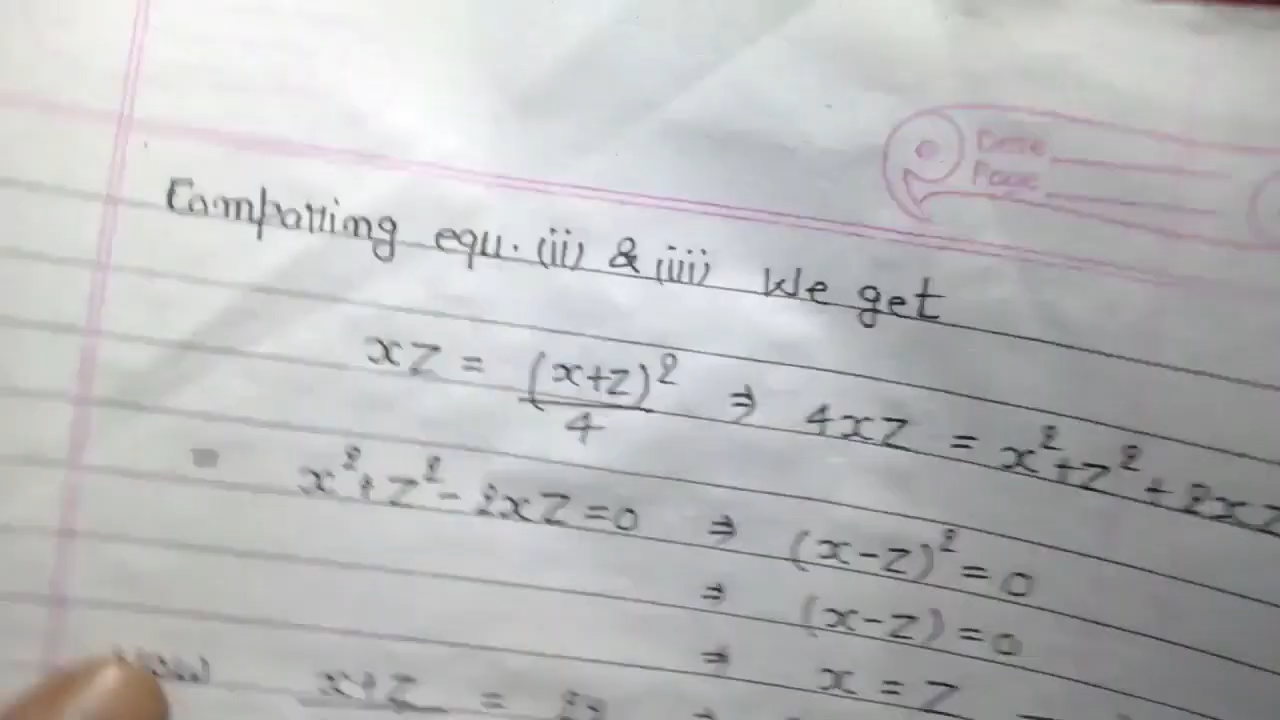 Date
Page
Comparring equ. (ii) & (iii) We get
xz = (x+z)²/4 ⇒ 4xz = x²+z²+2xz
x²+z²-2xz=0 ⇒ (x-z)²=0
⇒ (x-z)=0
⇒ x=z
x+z =